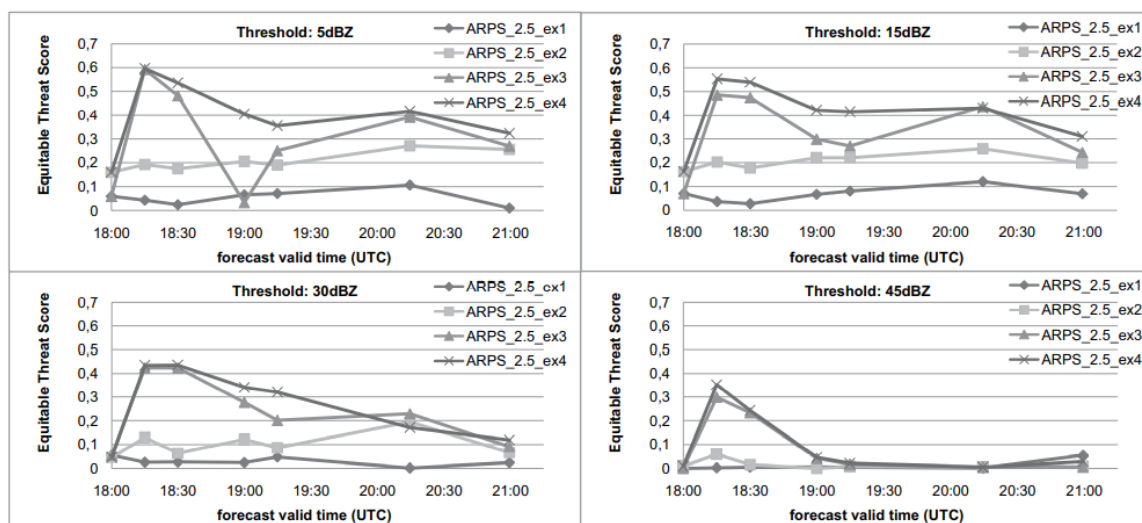 Threshold: 5dBZ
ARPS_2.5_ex1
ARPS_2.5_ex2
ARPS_2.5_ex3
ARPS_2.5_ex4
Equitable Threat Score
0,7
0,6
0,5
0,4
0,3
0,2
0,1
0
18:00 18:30 19:00 19:30 20:00 20:30 21:00
forecast valid time (UTC)
Threshold: 15dBZ
ARPS_2.5_ex1
ARPS_2.5_ex2
ARPS_2.5_ex3
ARPS_2.5_ex4
Equitable Threat Score
0,7
0,6
0,5
0,4
0,3
0,2
0,1
0
18:00 18:30 19:00 19:30 20:00 20:30 21:00
forecast valid time (UTC)
Threshold: 30dBZ
ARPS_2.5_ex1
ARPS_2.5_ex2
ARPS_2.5_ex3
ARPS_2.5_ex4
Equitable Threat Score
0,7
0,6
0,5
0,4
0,3
0,2
0,1
0
18:00 18:30 19:00 19:30 20:00 20:30 21:00
forecast valid time (UTC)
Threshold: 45dBZ
ARPS_2.5_ex1
ARPS_2.5_ex2
ARPS_2.5_ex3
ARPS_2.5_ex4
Equitable Threat Score
0,7
0,6
0,5
0,4
0,3
0,2
0,1
0
18:00 18:30 19:00 19:30 20:00 20:30 21:00
forecast valid time (UTC)